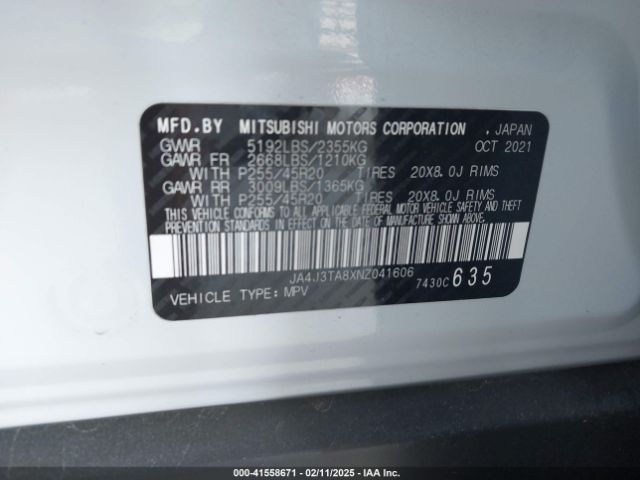 MFD.BY MITSUBISHI MOTORS CORPORATION , JAPAN
GVWR 5192LBS/2355KG OCT 2021
GAWR FR 2668LBS/1210KG
WITH P255/45R20 TIRES 20X8.0J RIMS
GAWR RR 3009LBS/1365KG
WITH P255/45R20 TIRES 20X8.0J RIMS
THIS VEHICLE CONFORMS TO ALL APPLICABLE FEDERAL MOTOR VEHICLE SAFETY AND THEFT
PREVENTION STANDARDS IN EFFECT ON THE DATE OF MANUFACTURE SHOWN ABOVE.
JA4J3TA8XNZ041606
VEHICLE TYPE: MPV 7430C 635
000-41558671 - 02/11/2025 - IAA Inc.